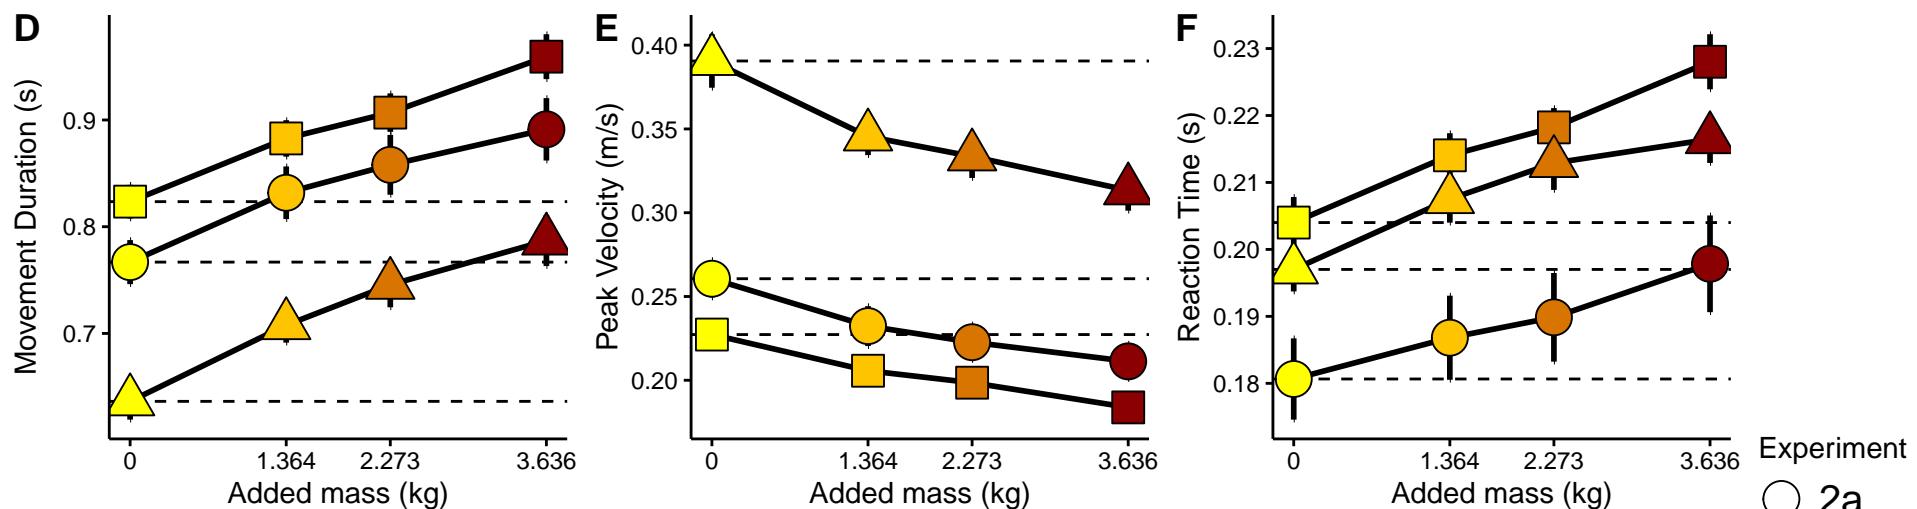 D
Movement Duration (s)
0.9
0.8
0.7
0 1.364 2.273 3.636
Added mass (kg)
E
Peak Velocity (m/s)
0.40
0.35
0.30
0.25
0.20
0 1.364 2.273 3.636
Added mass (kg)
F
Reaction Time (s)
0.23
0.22
0.21
0.20
0.19
0.18
0 1.364 2.273 3.636
Added mass (kg)
Experiment
2a